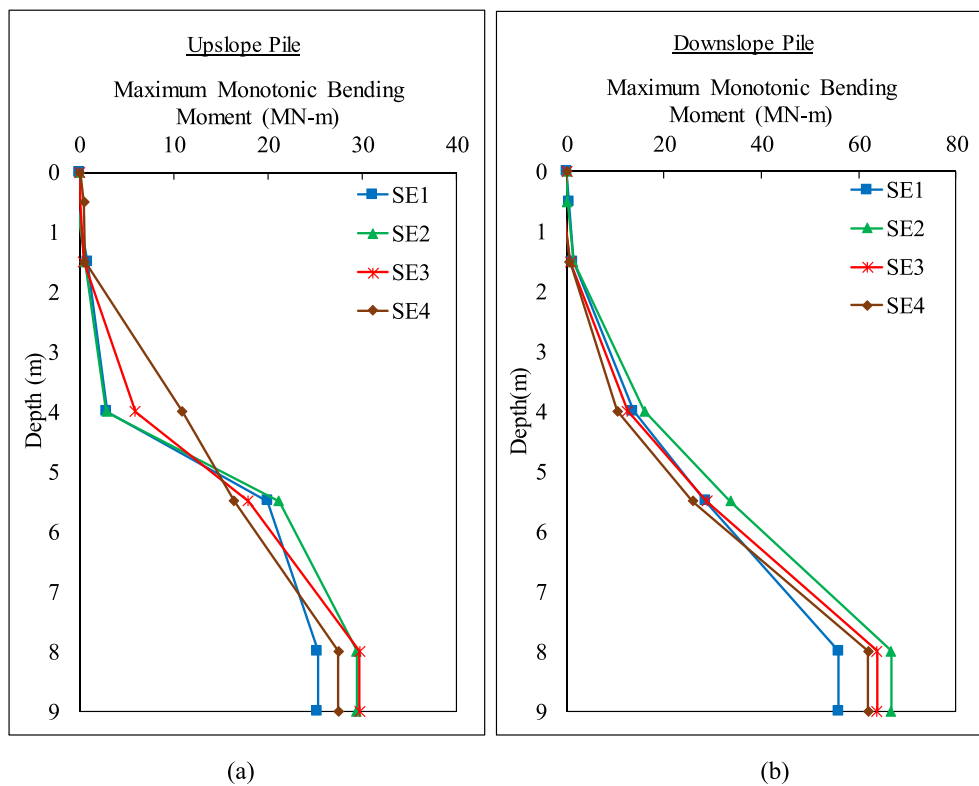 Upslope Pile
Maximum Monotonic Bending
Moment (MN-m)
0 10 20 30 40
0
1
2
3
4
5
6
7
8
9
Depth (m)
SE1
SE2
SE3
SE4
(a)
Downslope Pile
Maximum Monotonic Bending
Moment (MN-m)
0 20 40 60 80
0
1
2
3
4
5
6
7
8
9
Depth(m)
SE1
SE2
SE3
SE4
(b)